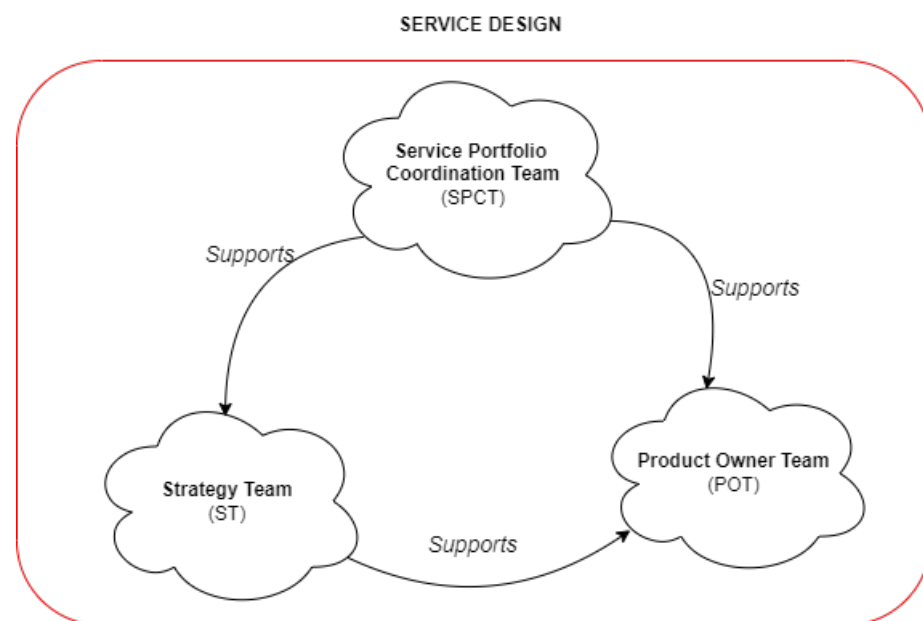 SERVICE DESIGN
Service Portfolio
Coordination Team
(SPCT)
Supports
Supports
Strategy Team
(ST)
Product Owner Team
(POT)
Supports